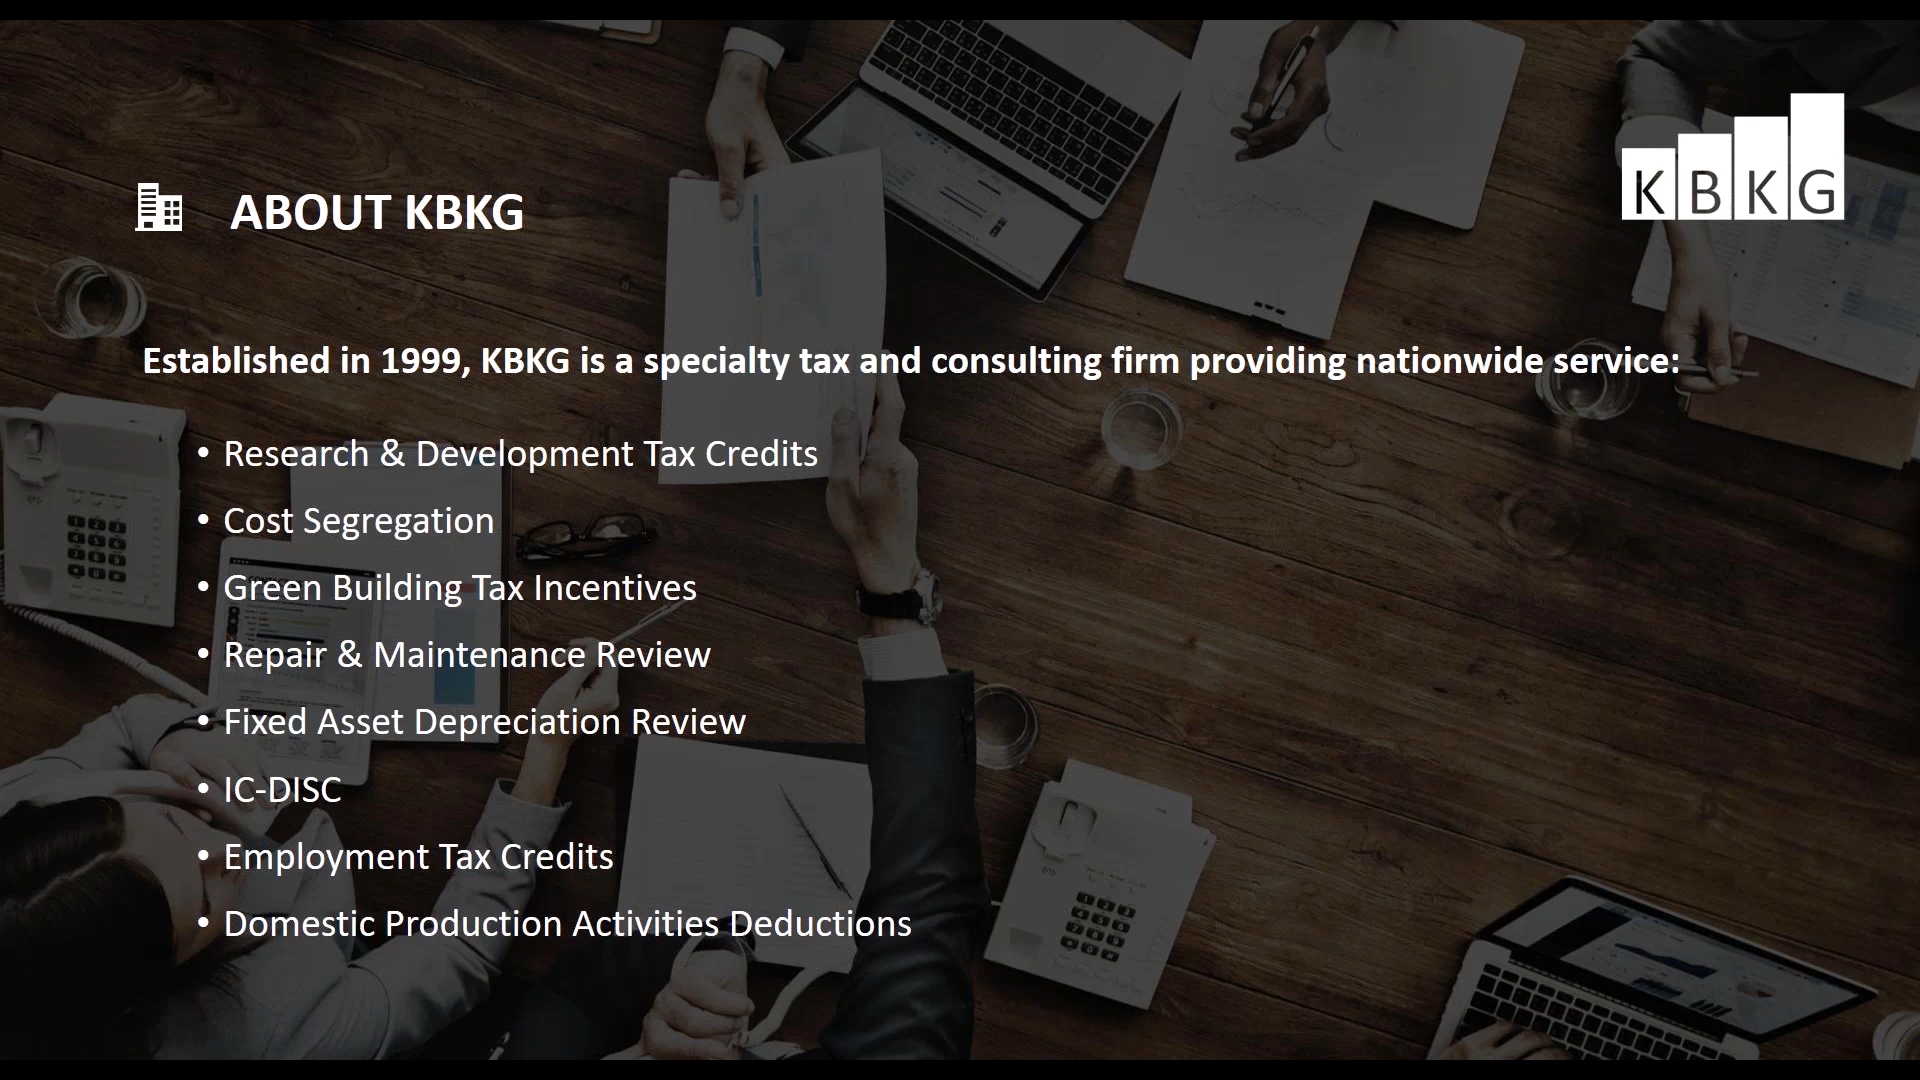 KBKG
ABOUT KBKG
Established in 1999, KBKG is a specialty tax and consulting firm providing nationwide service:
• Research & Development Tax Credits
• Cost Segregation
• Green Building Tax Incentives
• Repair & Maintenance Review
• Fixed Asset Depreciation Review
• IC-DISC
• Employment Tax Credits
• Domestic Production Activities Deductions